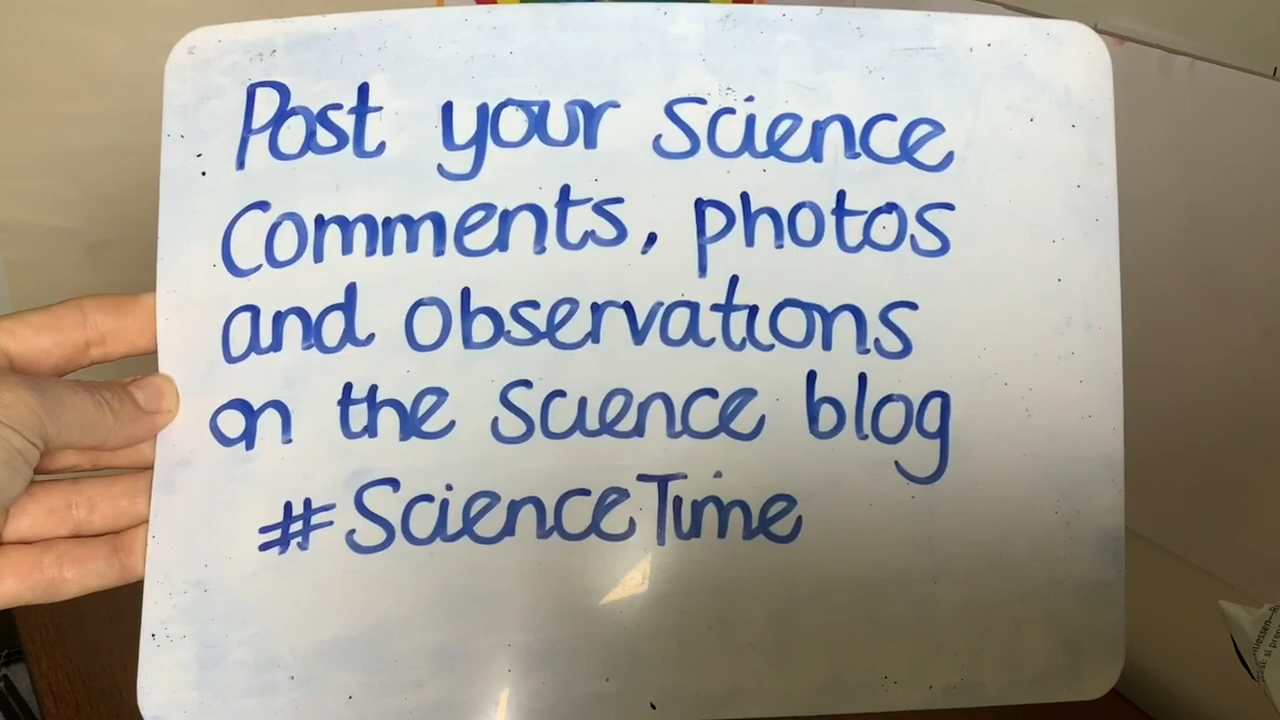 Post your Science
Comments, photos
and observations
on the Science blog
#ScienceTime